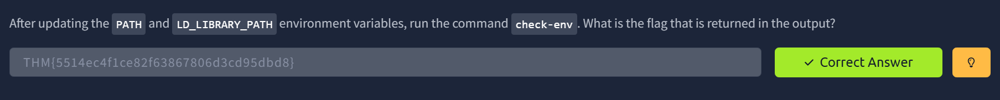 After updating the PATH and LD_LIBRARY_PATH environment variables, run the command check-env. What is the flag that is returned in the output?
THM{5514ec4f1ce82f63867806d3cd95dbd8}
✓ Correct Answer